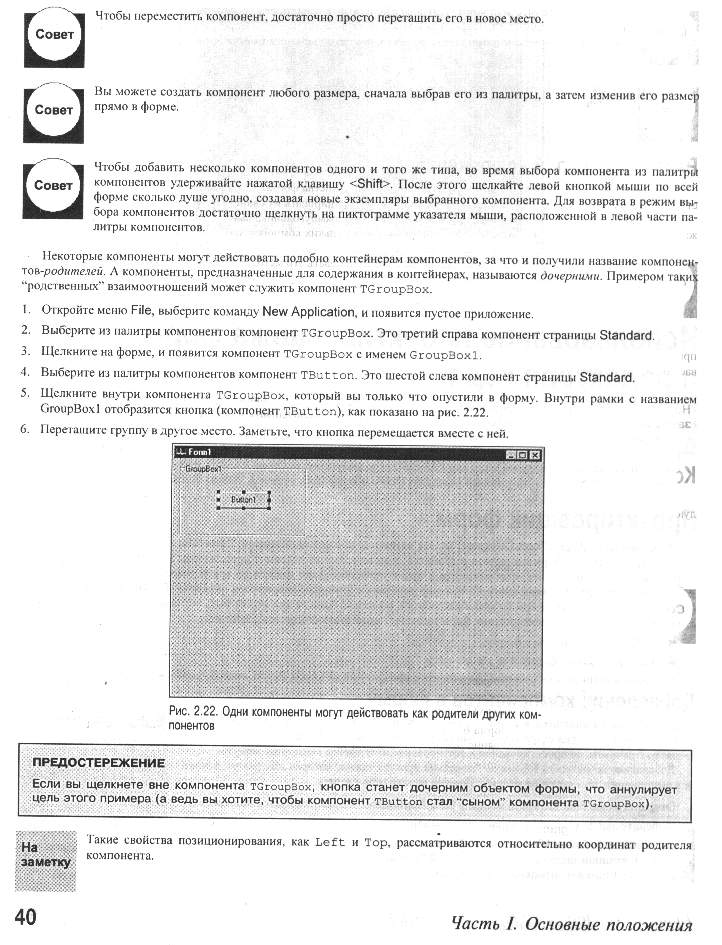 Совет
Чтобы переместить компонент, достаточно просто перетащить его в новое место.
Совет
Вы можете создать компонент любого размера, сначала выбрав его из палитры, а затем изменив его размер
прямо в форме.
Совет
Чтобы добавить несколько компонентов одного и того же типа, во время выбора компонента из палитры
компонентов удерживайте нажатой клавишу <Shift>. После этого щелкайте левой кнопкой мыши по всей
форме сколько душе угодно, создавая новые экземпляры выбранного компонента. Для возврата в режим вы-
бора компонентов достаточно щелкнуть на пиктограмме указателя мыши, расположенной в левой части па-
литры компонентов.
Некоторые компоненты могут действовать подобно контейнерам компонентов, за что и получили название компонен-
тов-родителей. А компоненты, предназначенные для содержания в контейнерах, называются дочерними. Примером таких
“родственных” взаимоотношений может служить компонент TGroupBox.
1. Откройте меню File, выберите команду New Application, и появится пустое приложение.
2. Выберите из палитры компонентов компонент TGroupBox. Это третий справа компонент страницы Standard.
3. Щелкните на форме, и появится компонент TGroupBox с именем GroupBox1.
4. Выберите из палитры компонентов компонент TButton. Это шестой слева компонент страницы Standard.
5. Щелкните внутри компонента TGroupBox, который вы только что опустили в форму. Внутри рамки с названием
GroupBox1 отобразится кнопка (компонент TButton), как показано на рис. 2.22.
6. Перетащите группу в другое место. Заметьте, что кнопка перемещается вместе с ней.
Form1
GroupBox1
Button1
Рис. 2.22. Одни компоненты могут действовать как родители других ком-
понентов
ПРЕДОСТЕРЕЖЕНИЕ
Если вы щелкнете вне компонента TGroupBox, кнопка станет дочерним объектом формы, что аннулирует
цель этого примера (а ведь вы хотите, чтобы компонент TButton стал “сыном” компонента TGroupBox).
На
заметку
Такие свойства позиционирования, как Left и Top, рассматриваются относительно координат родителя
компонента.
40
Часть I. Основные положения